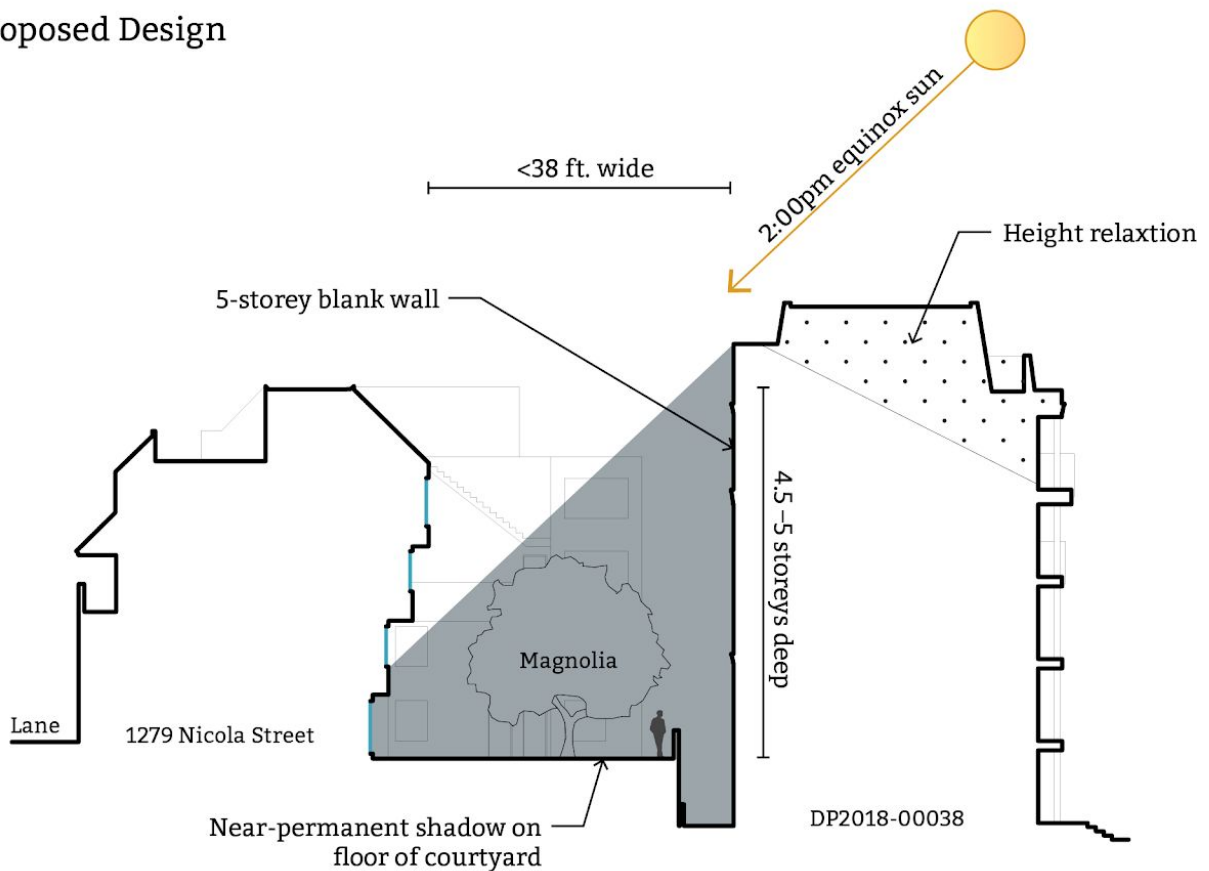 oposed Design
2:00pm equinox sun
<38 ft. wide
Height relaxtion
5-storey blank wall
4.5–5 storeys deep
Magnolia
Lane
1279 Nicola Street
DP2018-00038
Near-permanent shadow on
floor of courtyard